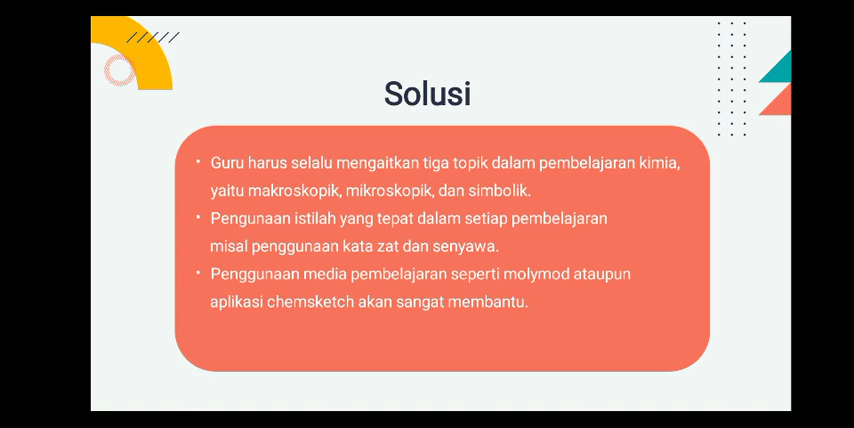 Solusi
• Guru harus selalu mengaitkan tiga topik dalam pembelajaran kimia,
yaitu makroskopik, mikroskopik, dan simbolik.
• Pengunaan istilah yang tepat dalam setiap pembelajaran
misal penggunaan kata zat dan senyawa.
• Penggunaan media pembelajaran seperti molymod ataupun
aplikasi chemsketch akan sangat membantu.